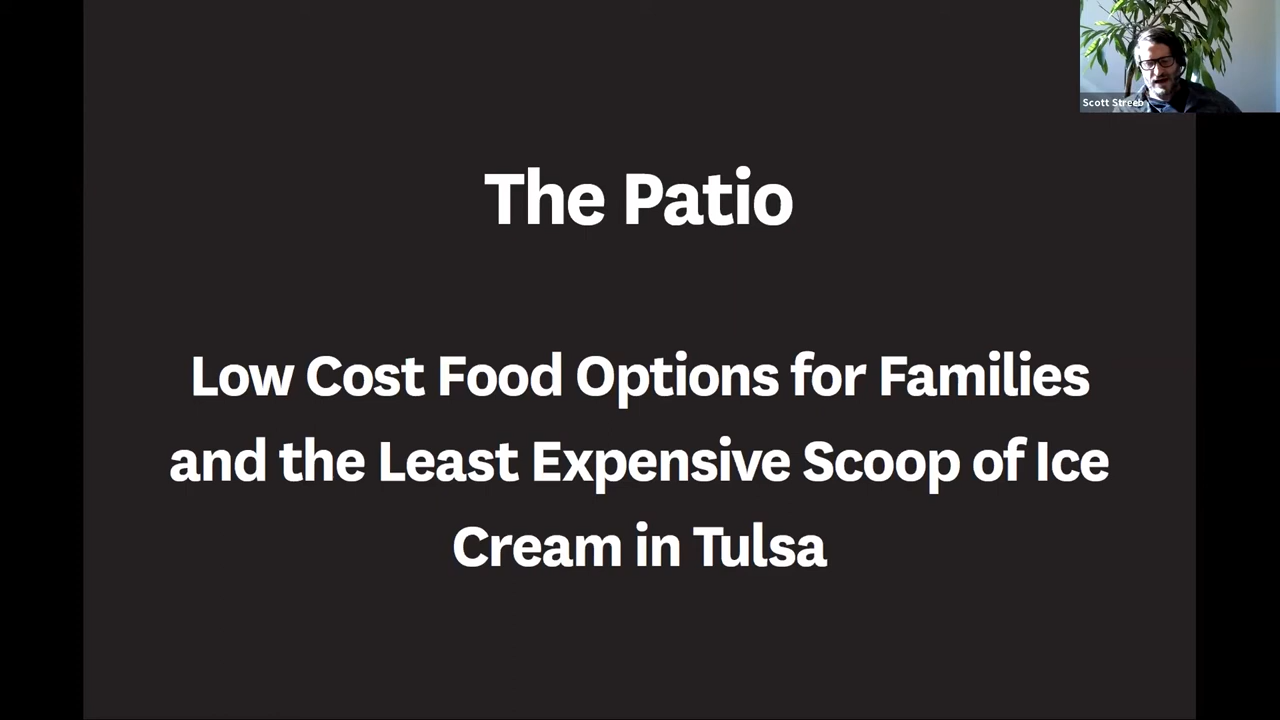 Scott Streeb
The Patio
Low Cost Food Options for Families
and the Least Expensive Scoop of Ice
Cream in Tulsa